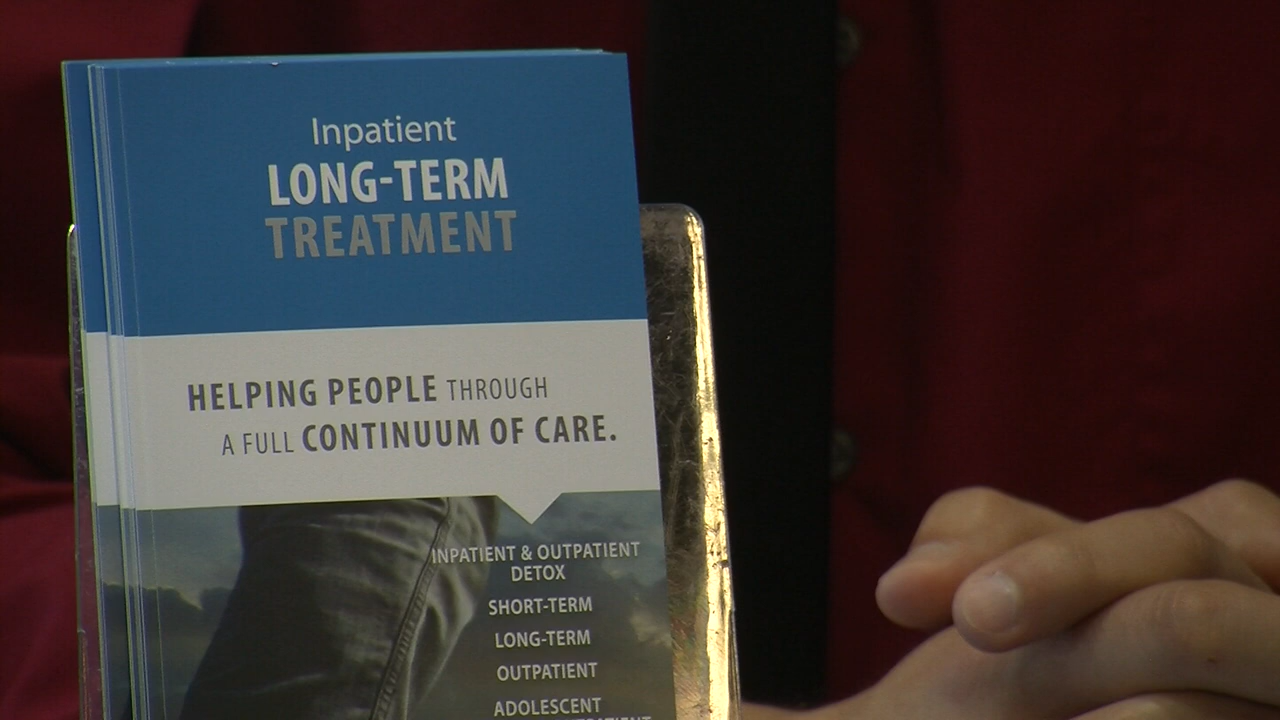 Inpatient
LONG-TERM
TREATMENT
HELPING PEOPLE THROUGH
A FULL CONTINUUM OF CARE.
INPATIENT & OUTPATIENT
DETOX
SHORT-TERM
LONG-TERM
OUTPATIENT
ADOLESCENT